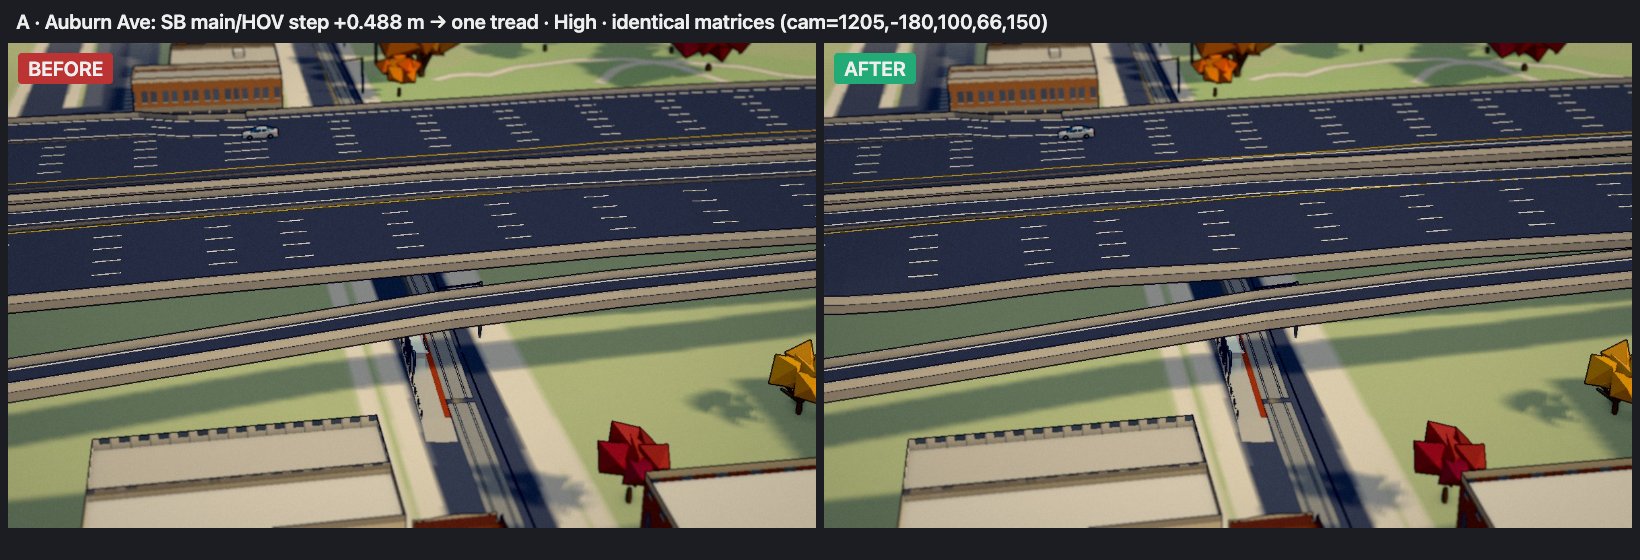 A · Auburn Ave: SB main/HOV step +0.488 m → one tread · High · identical matrices (cam=1205,-180,100,66,150)
BEFORE
AFTER